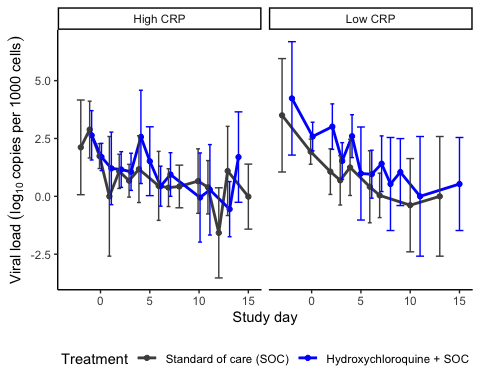 High CRP Low CRP
Viral load (log10 copies per 1000 cells)
5.0
2.5
0.0
-2.5
0 5 10 15 0 5 10 15
Study day
Treatment Standard of care (SOC) Hydroxychloroquine + SOC